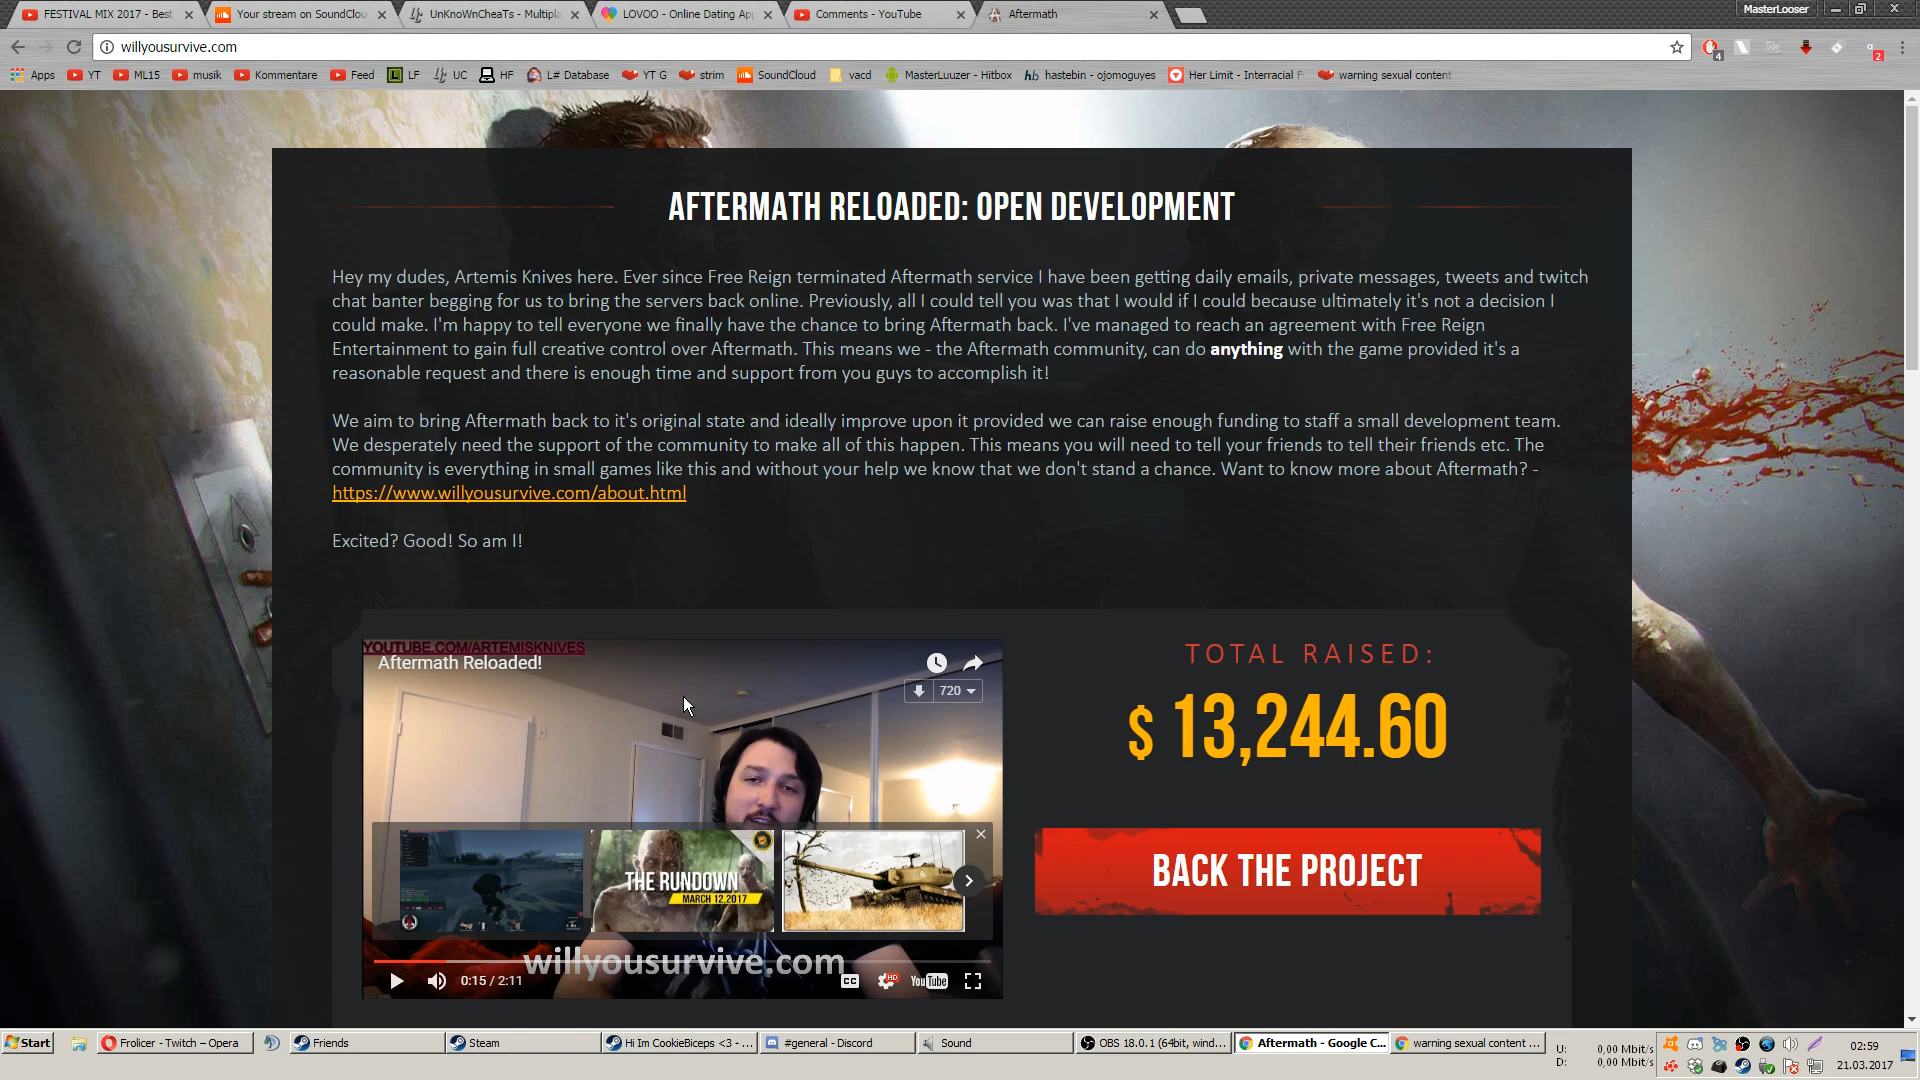 FESTIVAL MIX 2017 - Best
Your stream on SoundClou
UnKnoWnCheaTs - Multipla
LOVOO - Online Dating Ap
Comments - YouTube
Aftermath
MasterLooser
willyousurvive.com
4
2
Apps
YT
ML15
musik
Kommentare
Feed
LF
UC
HF
L# Database
YT G
strim
SoundCloud
vacd
MasterLuuzer - Hitbox
hastebin - ojomoguyes
Her Limit - Interracial F
warning sexual content
AFTERMATH RELOADED: OPEN DEVELOPMENT
Hey my dudes, Artemis Knives here. Ever since Free Reign terminated Aftermath service I have been getting daily emails, private messages, tweets and twitch
chat banter begging for us to bring the servers back online. Previously, all I could tell you was that I would if I could because ultimately it's not a decision I
could make. I'm happy to tell everyone we finally have the chance to bring Aftermath back. I've managed to reach an agreement with Free Reign
Entertainment to gain full creative control over Aftermath. This means we - the Aftermath community, can do anything with the game provided it's a
reasonable request and there is enough time and support from you guys to accomplish it!
We aim to bring Aftermath back to it's original state and ideally improve upon it provided we can raise enough funding to staff a small development team.
We desperately need the support of the community to make all of this happen. This means you will need to tell your friends to tell their friends etc. The
community is everything in small games like this and without your help we know that we don't stand a chance. Want to know more about Aftermath? -
https://www.willyousurvive.com/about.html
Excited? Good! So am I!
YOUTUBE.COM/ARTEMISKNIVES
Aftermath Reloaded!
720
THE RUNDOWN
MARCH 12,2017
willyousurvive.com
0:15 / 2:11
CC
HD
YouTube
TOTAL RAISED:
$ 13,244.60
BACK THE PROJECT
Start
Frolicer - Twitch – Opera
Friends
Steam
Hi Im CookieBiceps <3 - ...
#general - Discord
Sound
OBS 18.0.1 (64bit, wind...
Aftermath - Google C...
warning sexual content ...
U: 0,00 Mbit/s
D: 0,00 Mbit/s
02:59
21.03.2017